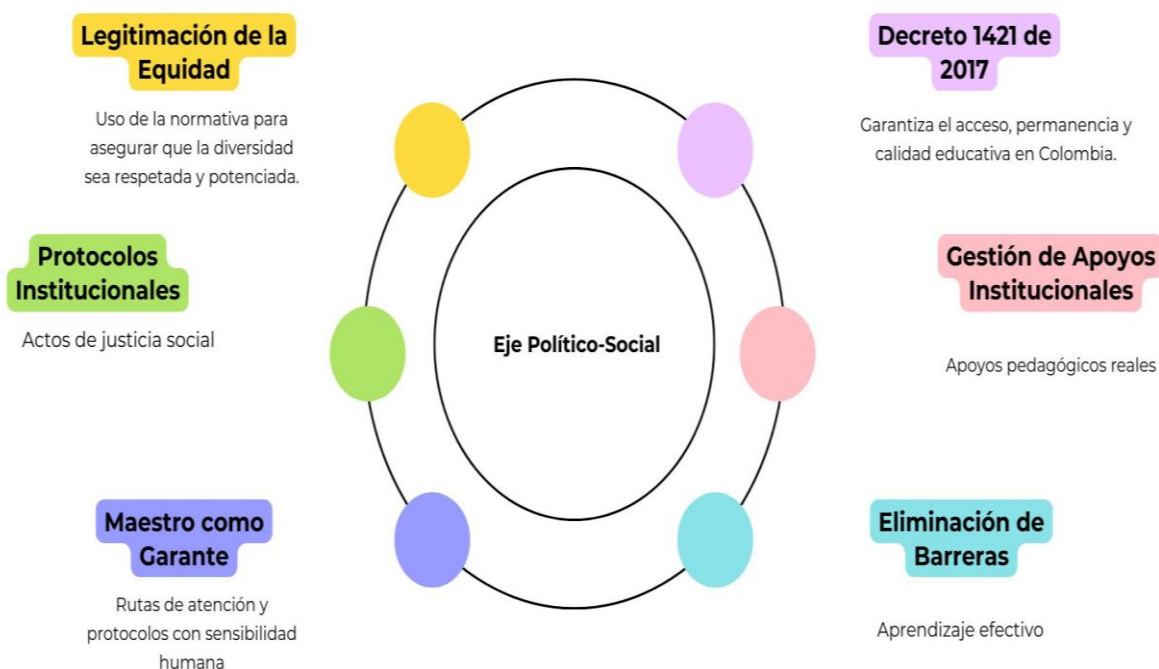 Legitimación de la
Equidad
Uso de la normativa para
asegurar que la diversidad
sea respetada y potenciada.
Decreto 1421 de
2017
Garantiza el acceso, permanencia y
calidad educativa en Colombia.
Protocolos
Institucionales
Actos de justicia social
Gestión de Apoyos
Institucionales
Apoyos pedagógicos reales
Eje Político-Social
Maestro como
Garante
Rutas de atención y
protocolos con sensibilidad
humana
Eliminación de
Barreras
Aprendizaje efectivo